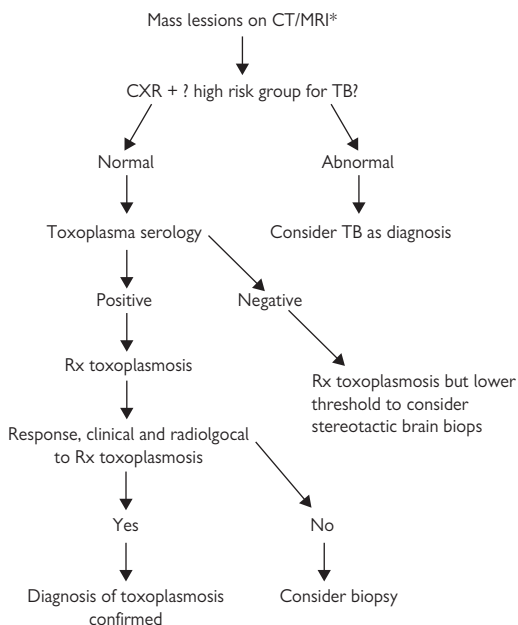 Mass lessions on CT/MRI*
CXR + ? high risk group for TB?
Normal
Abnormal
Toxoplasma serology
Consider TB as diagnosis
Positive
Negative
Rx toxoplasmosis
Rx toxoplasmosis but lower
threshold to consider
stereotactic brain biops
Response, clinical and radiolgocal
to Rx toxoplasmosis
Yes
No
Diagnosis of toxoplasmosis
confirmed
Consider biopsy